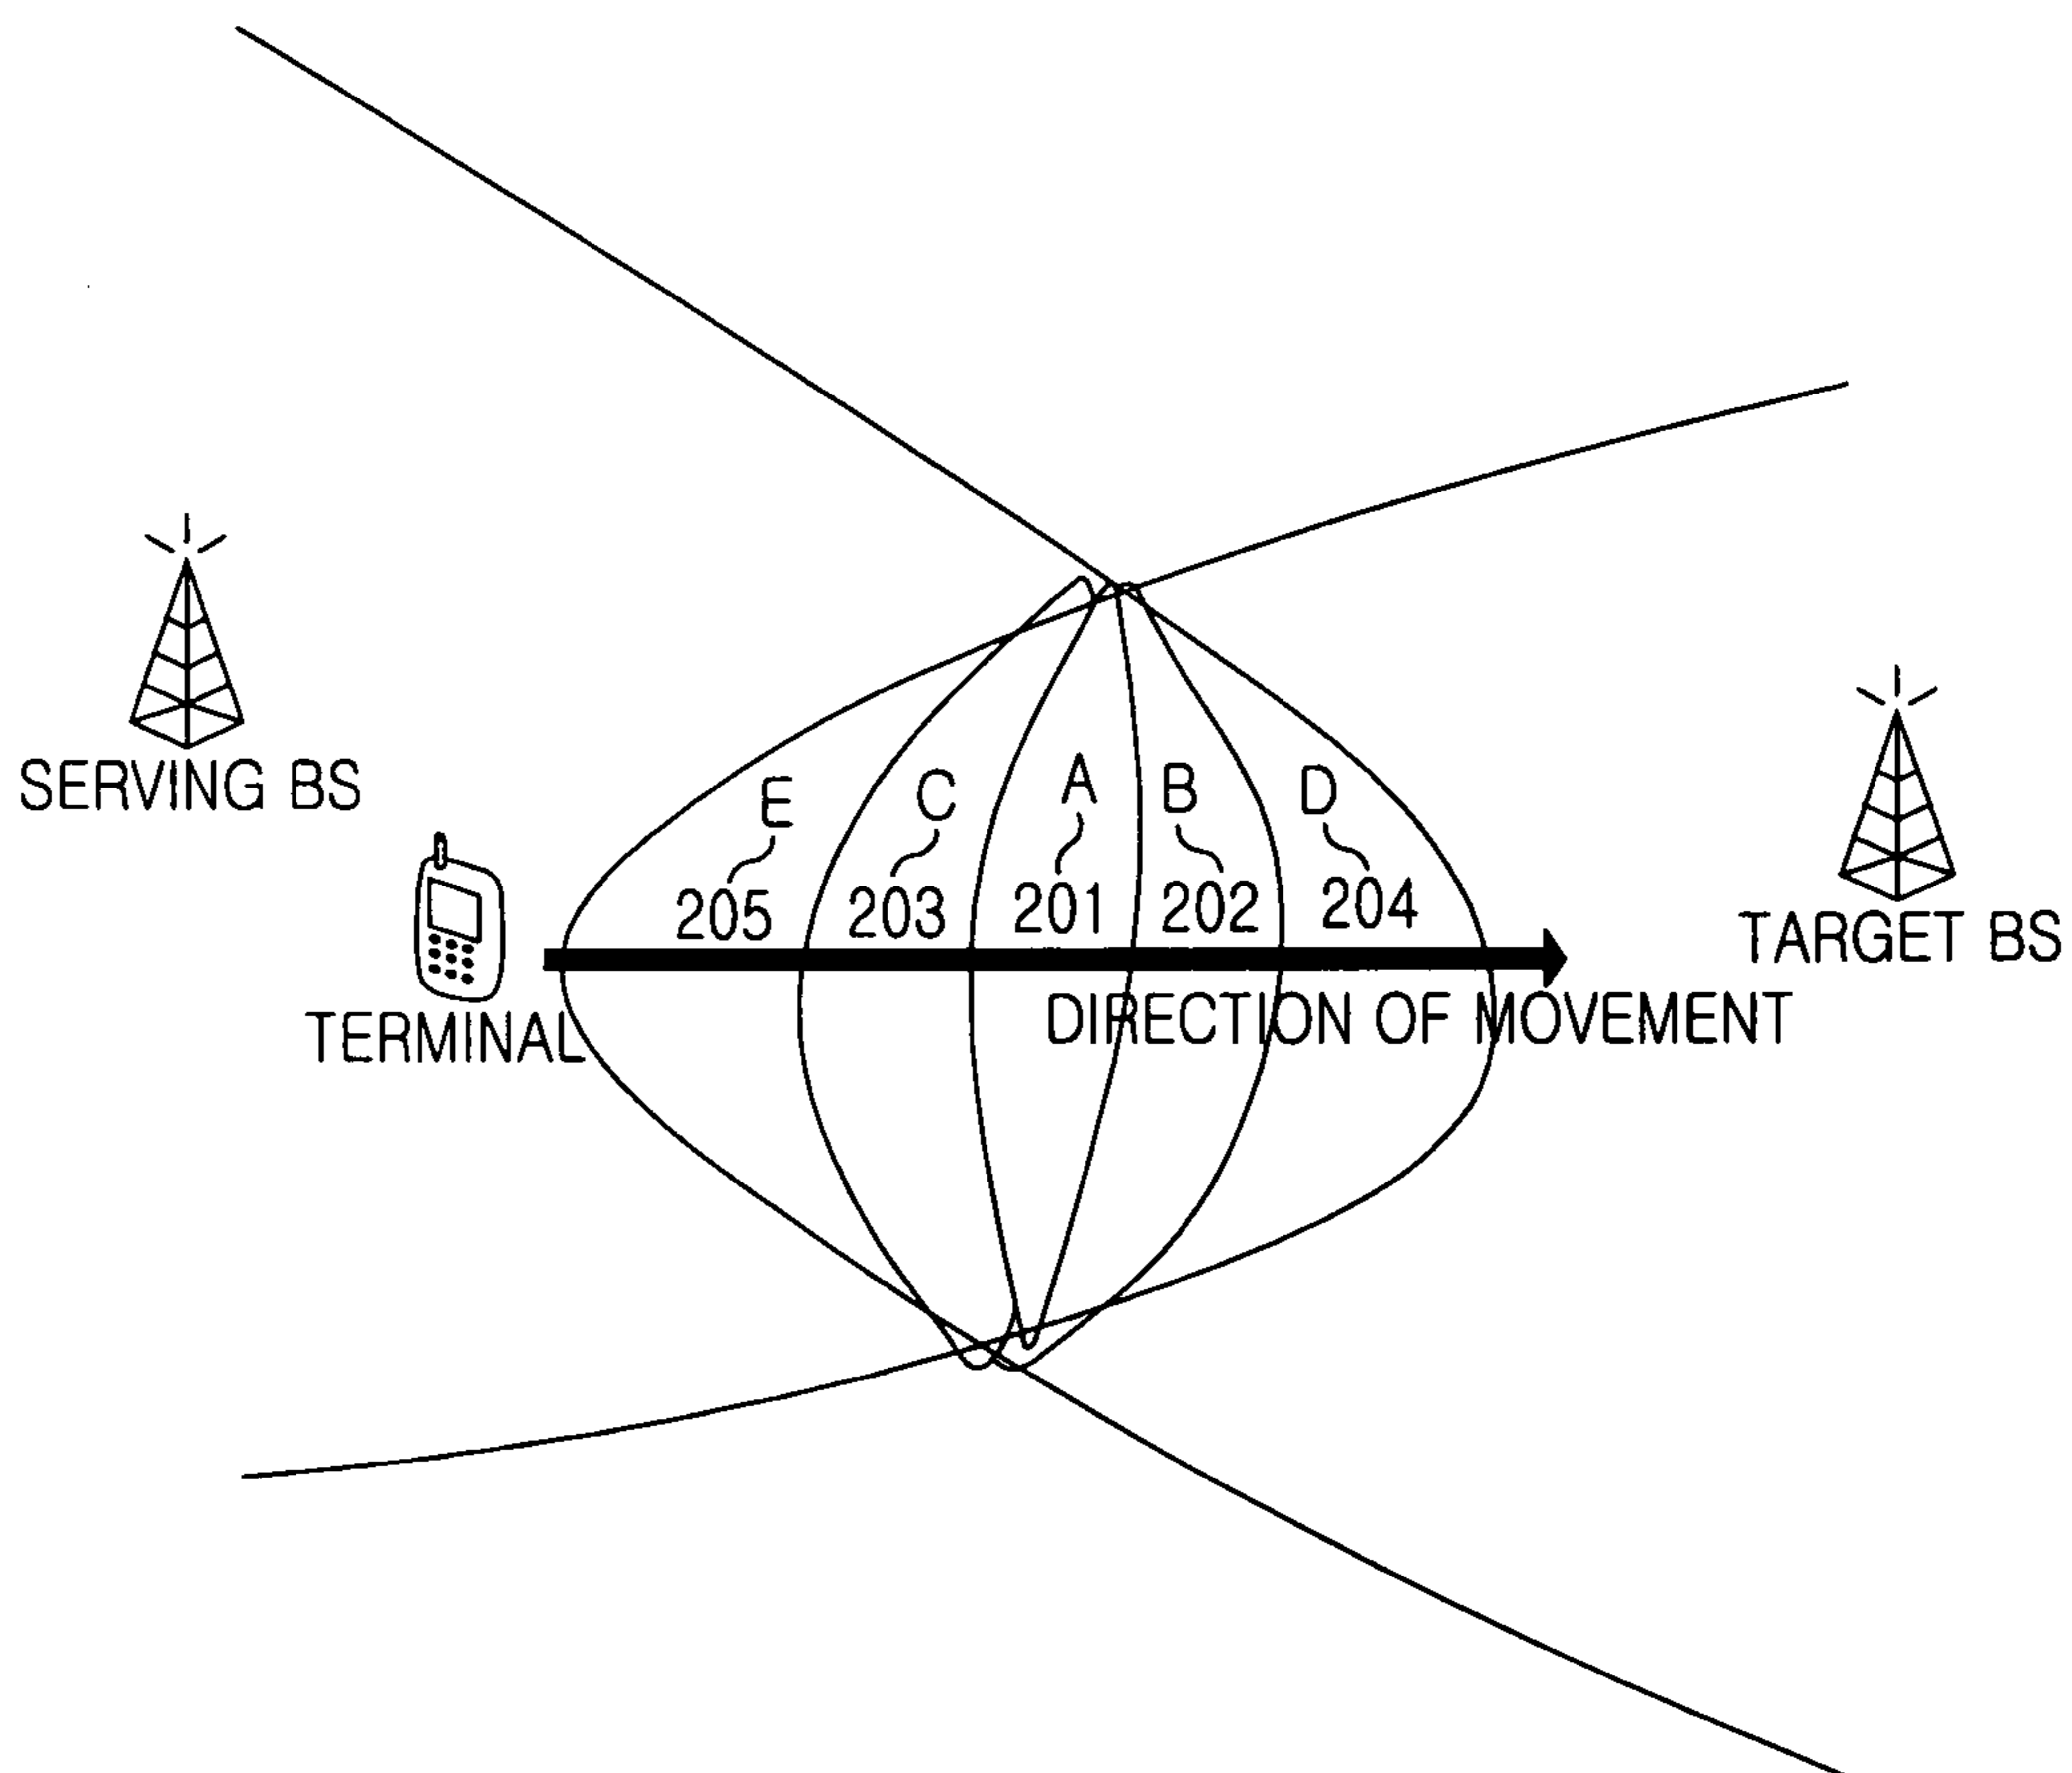 SERVING BS
E
C
A
B
D
205
203
201
202
204
TARGET BS
TERMINAL
DIRECTION OF MOVEMENT